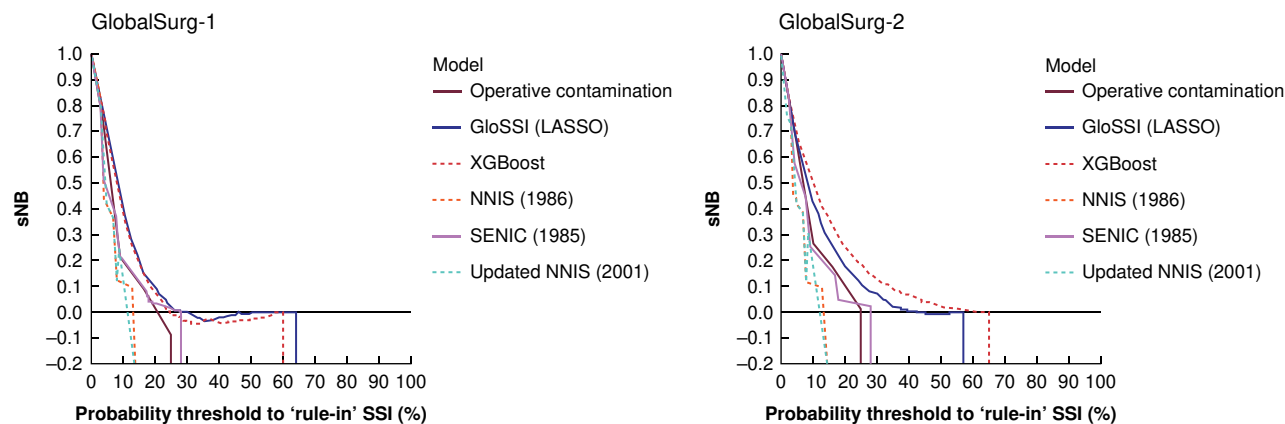 GlobalSurg-1
1.0
0.9
0.8
0.7
0.6
0.5
0.4
0.3
0.2
0.1
0.0
–0.1
–0.2
sNB
0 10 20 30 40 50 60 70 80 90 100
Probability threshold to ‘rule-in’ SSI (%)
Model
Operative contamination
GloSSI (LASSO)
XGBoost
NNIS (1986)
SENIC (1985)
Updated NNIS (2001)
GlobalSurg-2
1.0
0.9
0.8
0.7
0.6
0.5
0.4
0.3
0.2
0.1
0.0
–0.1
–0.2
sNB
0 10 20 30 40 50 60 70 80 90 100
Probability threshold to ‘rule-in’ SSI (%)
Model
Operative contamination
GloSSI (LASSO)
XGBoost
NNIS (1986)
SENIC (1985)
Updated NNIS (2001)